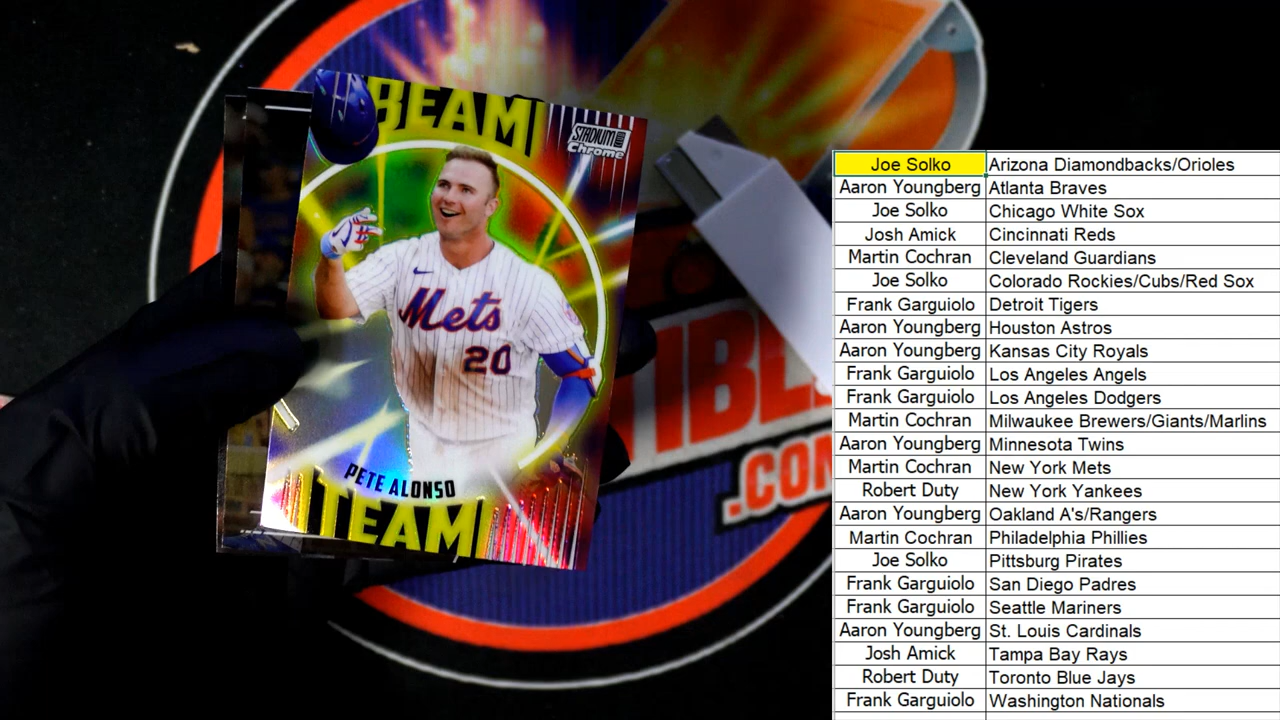 BEAM
STADIUM CLUB
Chrome
Mets
20
PETE ALONSO
TEAM
TIBL
.COM
Joe Solko Arizona Diamondbacks/Orioles
Aaron Youngberg Atlanta Braves
Joe Solko Chicago White Sox
Josh Amick Cincinnati Reds
Martin Cochran Cleveland Guardians
Joe Solko Colorado Rockies/Cubs/Red Sox
Frank Garguiolo Detroit Tigers
Aaron Youngberg Houston Astros
Aaron Youngberg Kansas City Royals
Frank Garguiolo Los Angeles Angels
Frank Garguiolo Los Angeles Dodgers
Martin Cochran Milwaukee Brewers/Giants/Marlins
Aaron Youngberg Minnesota Twins
Martin Cochran New York Mets
Robert Duty New York Yankees
Aaron Youngberg Oakland A's/Rangers
Martin Cochran Philadelphia Phillies
Joe Solko Pittsburg Pirates
Frank Garguiolo San Diego Padres
Frank Garguiolo Seattle Mariners
Aaron Youngberg St. Louis Cardinals
Josh Amick Tampa Bay Rays
Robert Duty Toronto Blue Jays
Frank Garguiolo Washington Nationals